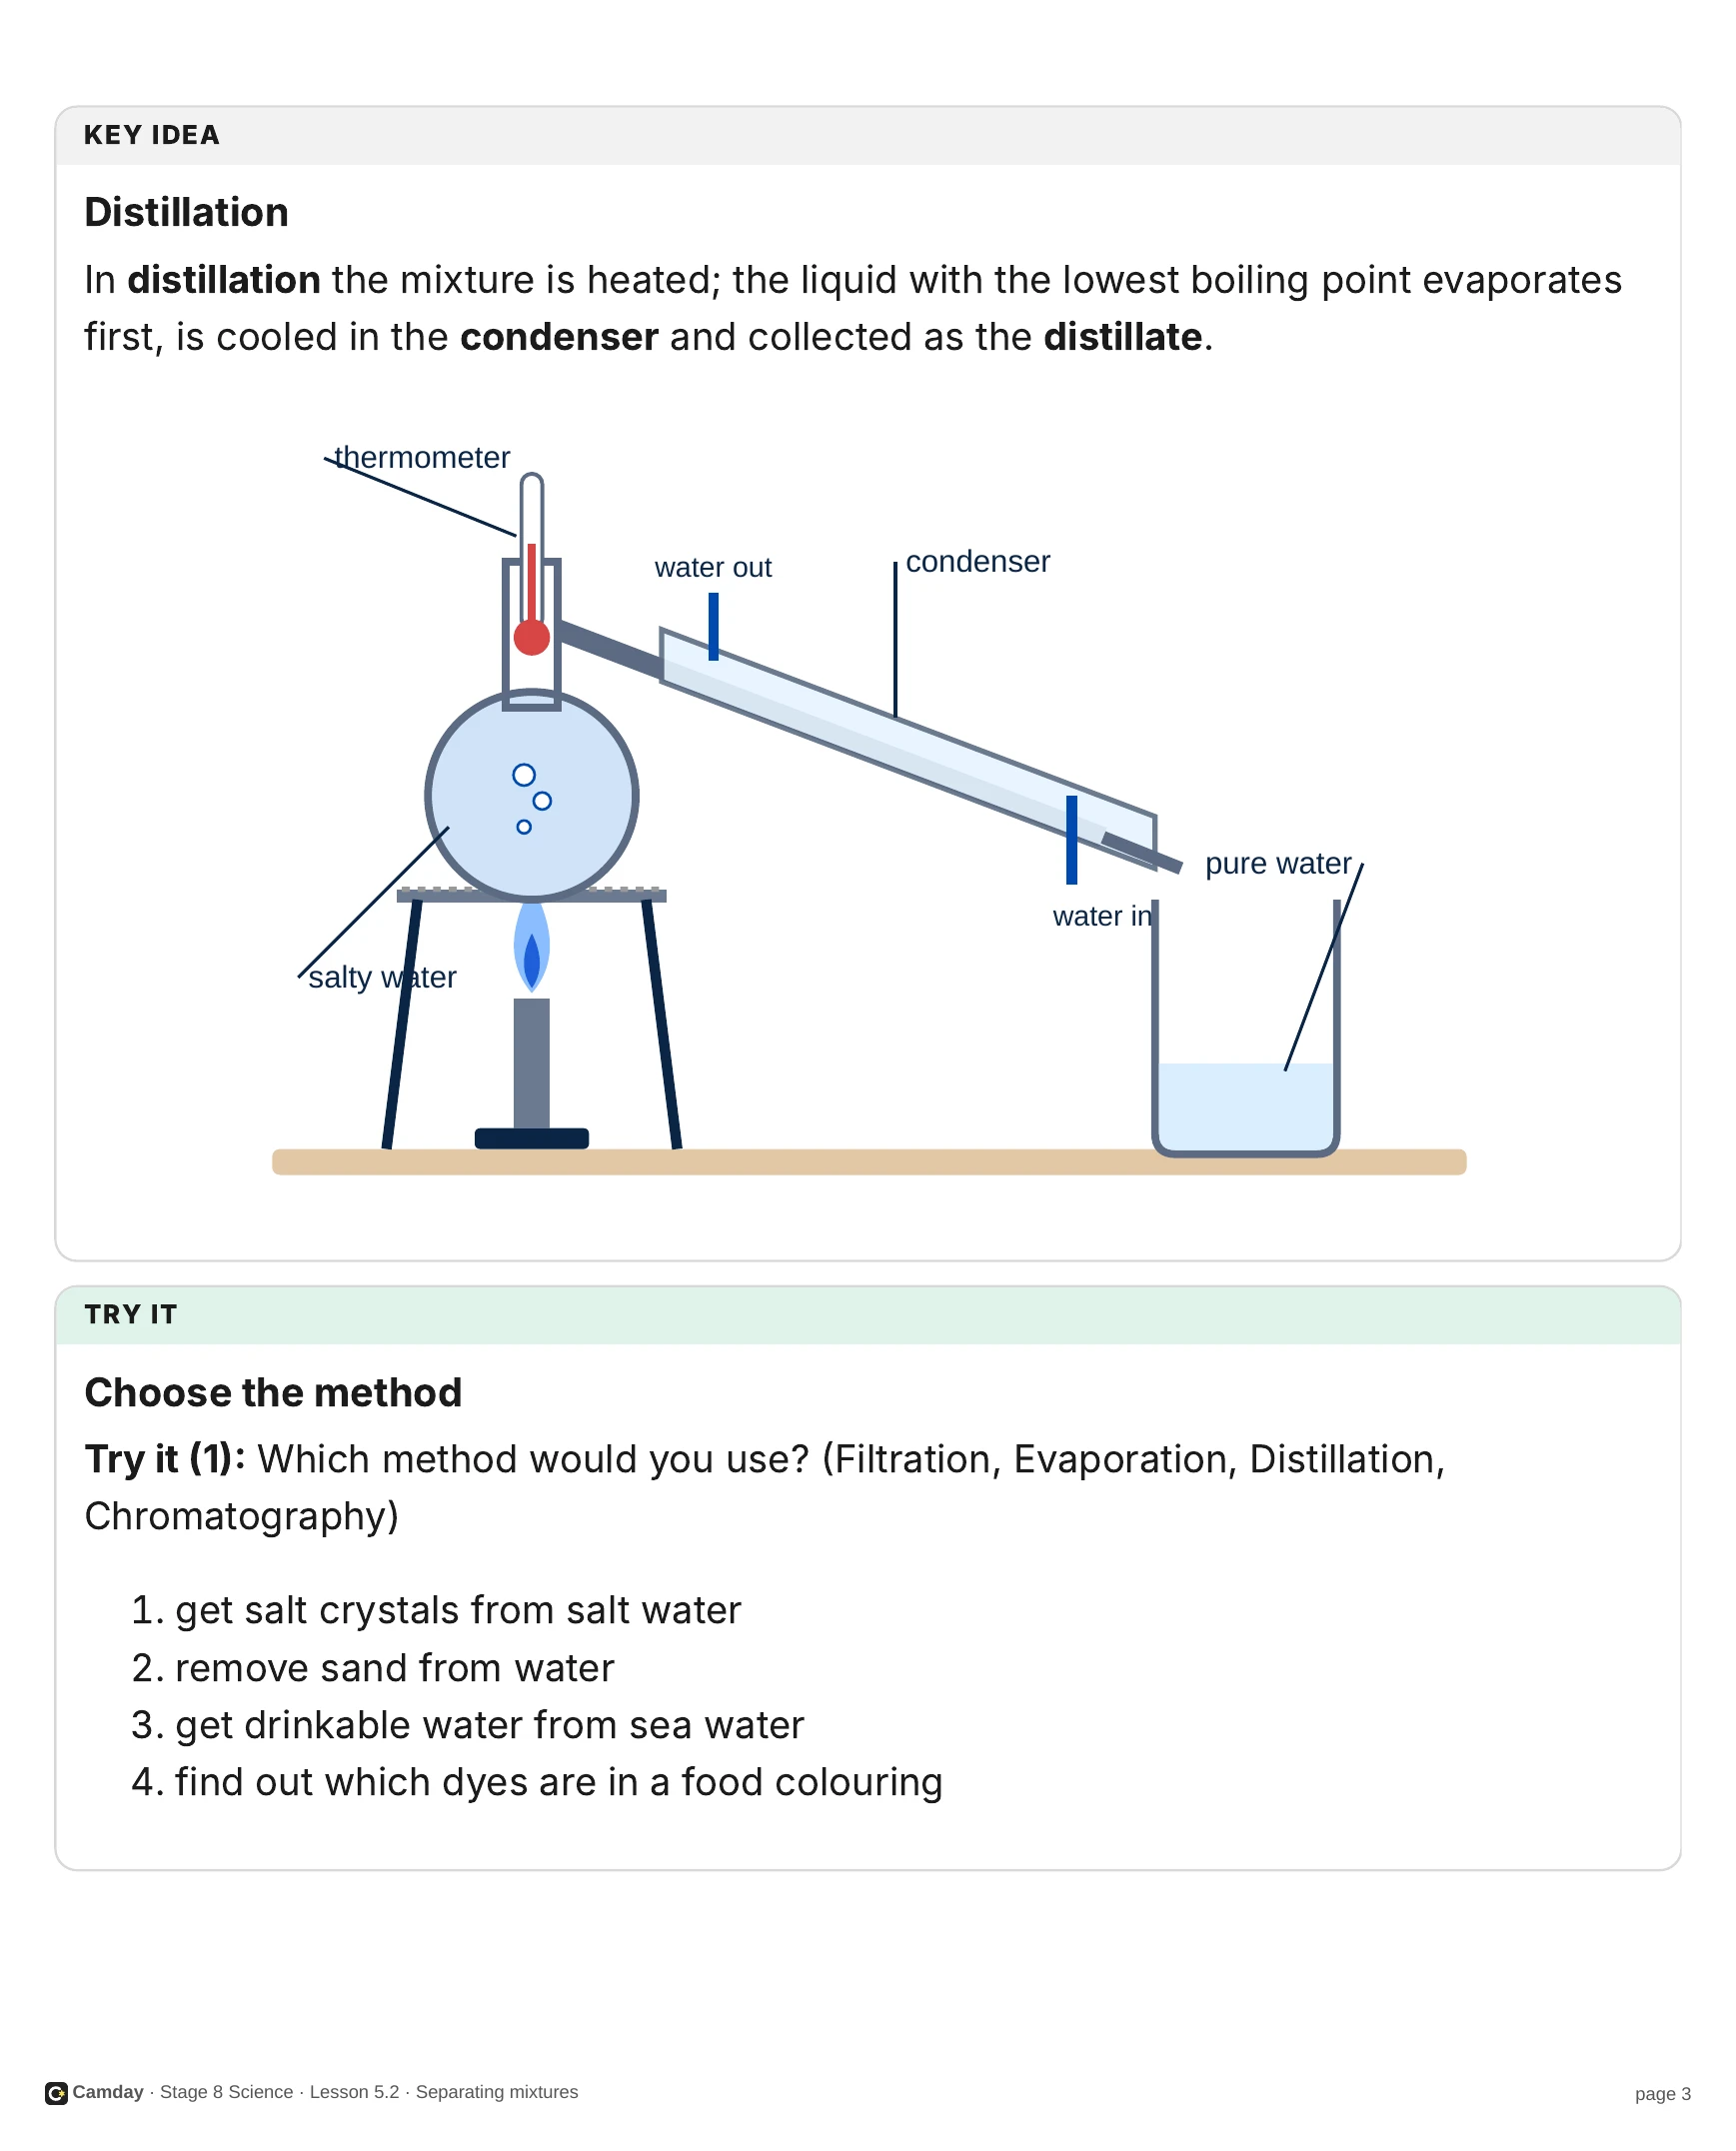 KEY IDEA
Distillation
In distillation the mixture is heated; the liquid with the lowest boiling point evaporates
first, is cooled in the condenser and collected as the distillate.
thermometer
water out
condenser
pure water
water in
salty water
TRY IT
Choose the method
Try it (1): Which method would you use? (Filtration, Evaporation, Distillation,
Chromatography)
1. get salt crystals from salt water
2. remove sand from water
3. get drinkable water from sea water
4. find out which dyes are in a food colouring
Camday · Stage 8 Science · Lesson 5.2 · Separating mixtures
page 3